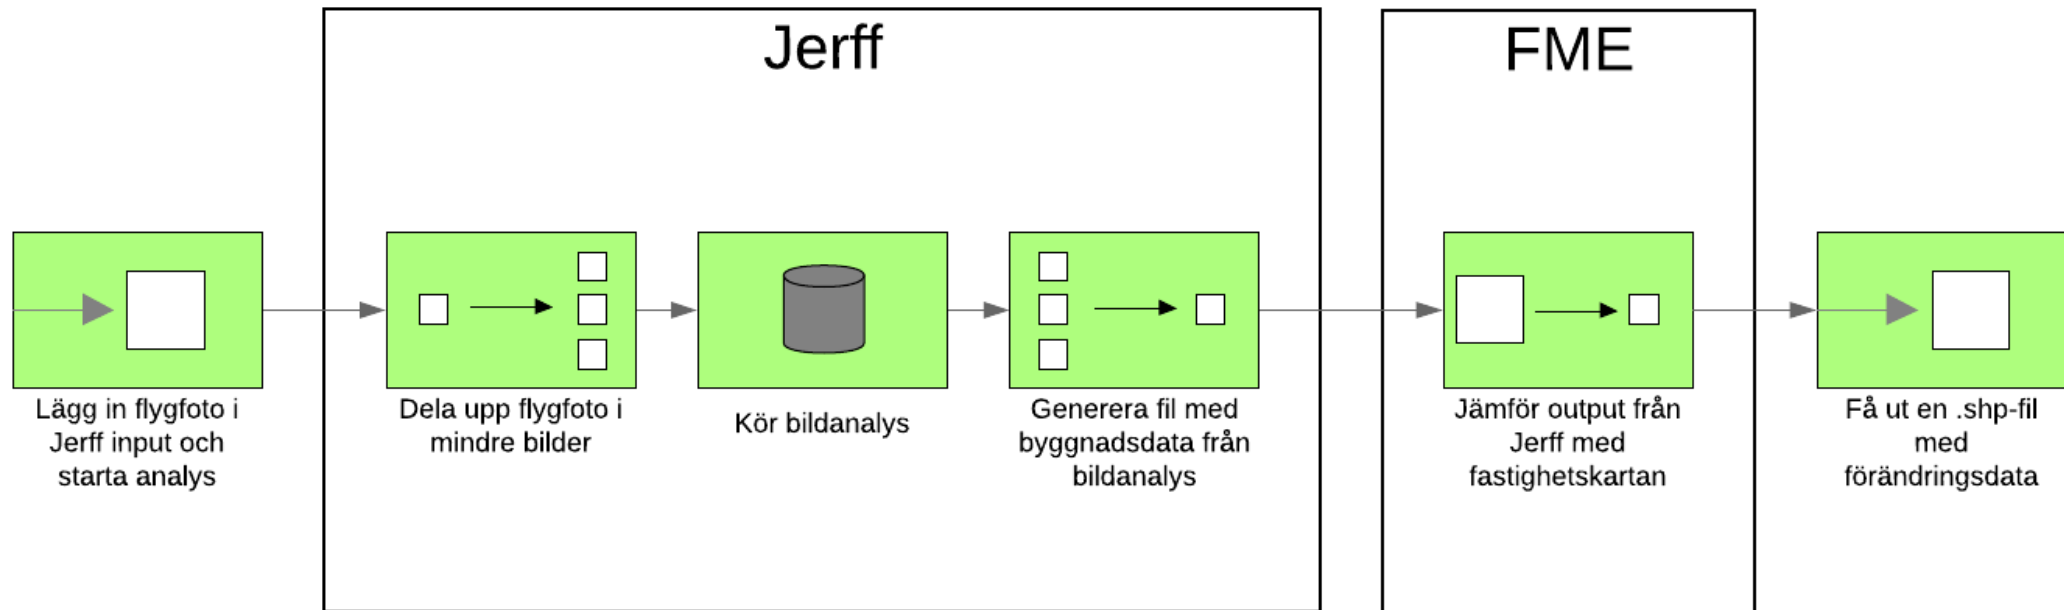 Jerff
FME
Lägg in flygfoto i
Jerff input och
starta analys
Dela upp flygfoto i
mindre bilder
Kör bildanalys
Generera fil med
byggnadsdata från
bildanalys
Jämför output från
Jerff med
fastighetskartan
Få ut en .shp-fil
med
förändringsdata